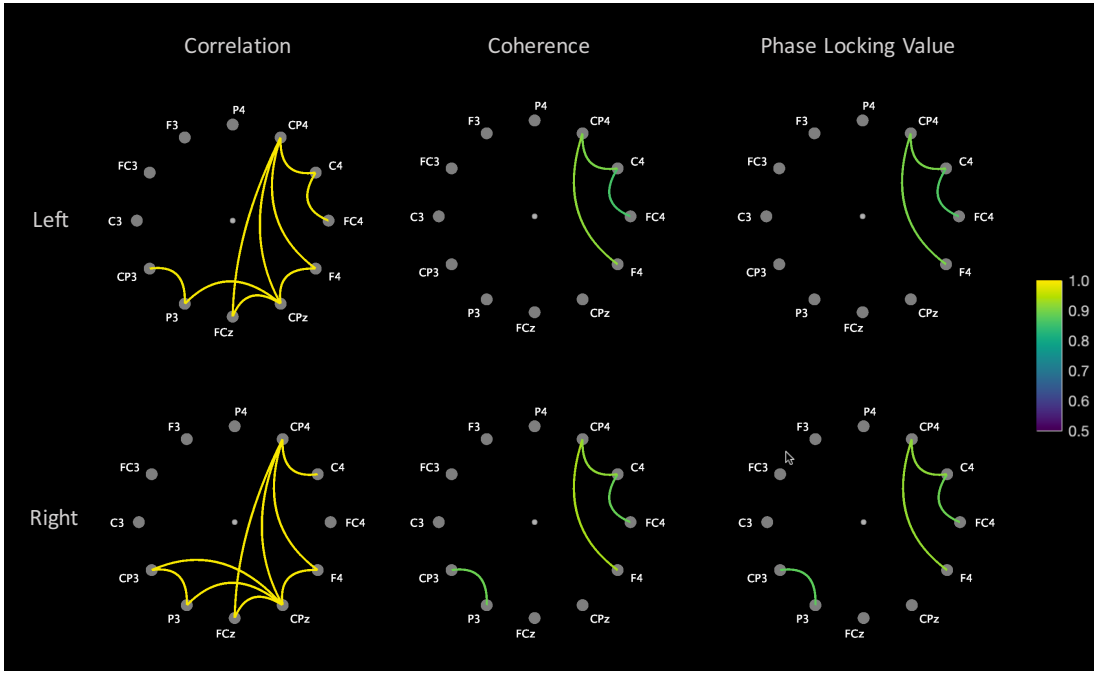 Correlation
Coherence
Phase Locking Value
Left
P4
F3
CP4
FC3
C4
C3
FC4
CP3
F4
P3
FCz
CPz
P4
F3
CP4
FC3
C4
C3
FC4
CP3
F4
P3
FCz
CPz
P4
F3
CP4
FC3
C4
C3
FC4
CP3
F4
P3
FCz
CPz
1.0
0.9
0.8
0.7
0.6
0.5
Right
P4
F3
CP4
FC3
C4
C3
FC4
CP3
F4
P3
FCz
CPz
P4
F3
CP4
FC3
C4
C3
FC4
CP3
F4
P3
FCz
CPz
P4
F3
CP4
FC3
C4
C3
FC4
CP3
F4
P3
FCz
CPz